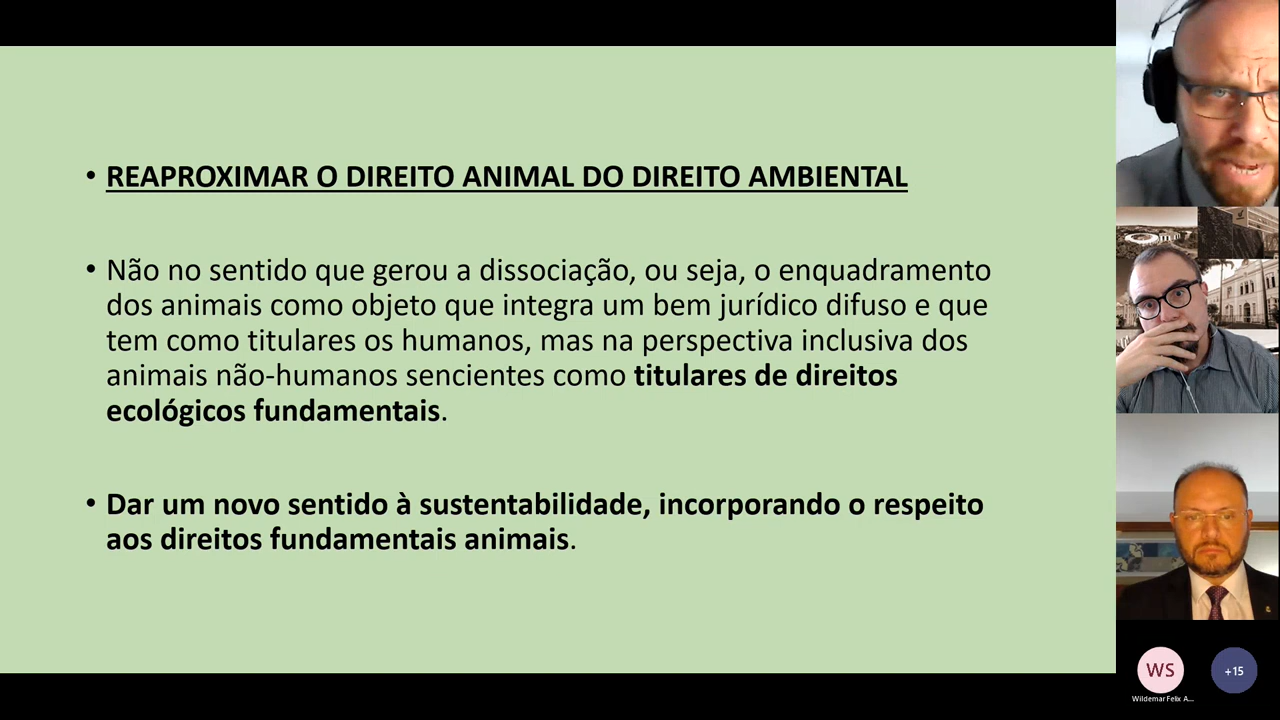 • REAPROXIMAR O DIREITO ANIMAL DO DIREITO AMBIENTAL
• Não no sentido que gerou a dissociação, ou seja, o enquadramento
dos animais como objeto que integra um bem jurídico difuso e que
tem como titulares os humanos, mas na perspectiva inclusiva dos
animais não-humanos sencientes como titulares de direitos
ecológicos fundamentais.
• Dar um novo sentido à sustentabilidade, incorporando o respeito
aos direitos fundamentais animais.
WS
+15
Wildemar Felix A...